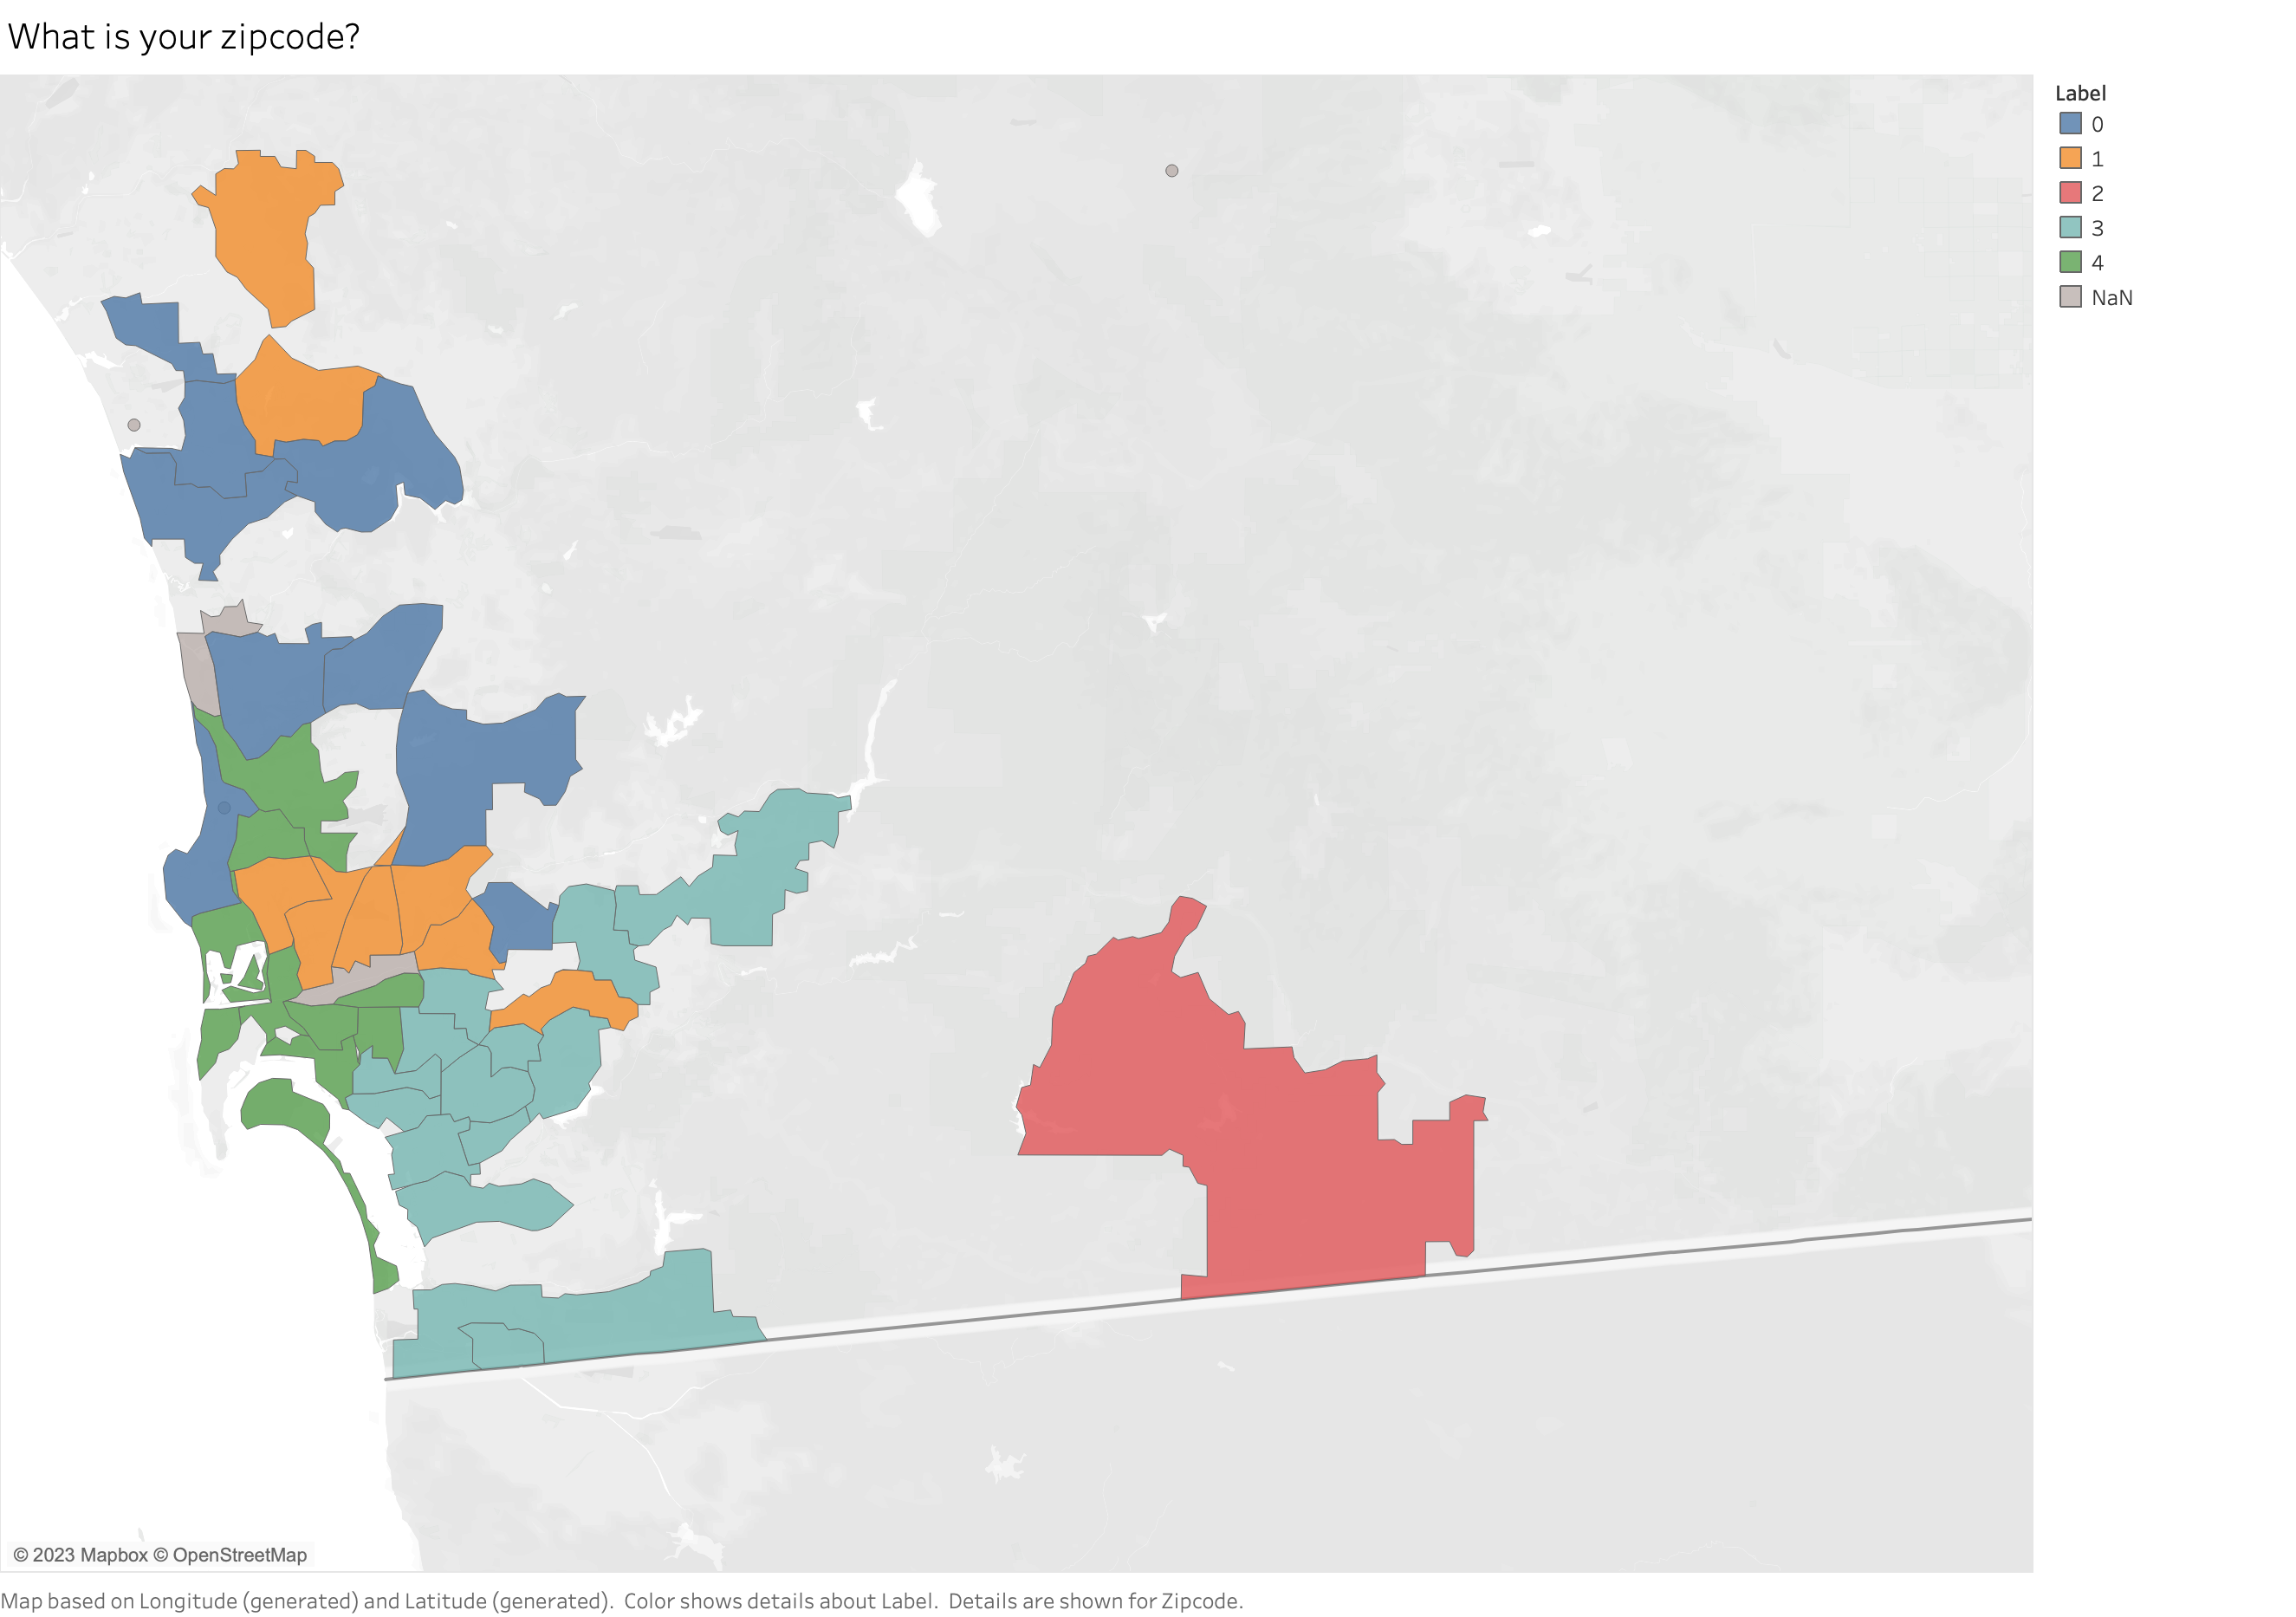 What is your zipcode?
Label
0
1
2
3
4
NaN
© 2023 Mapbox © OpenStreetMap
Map based on Longitude (generated) and Latitude (generated).  Color shows details about Label.  Details are shown for Zipcode.